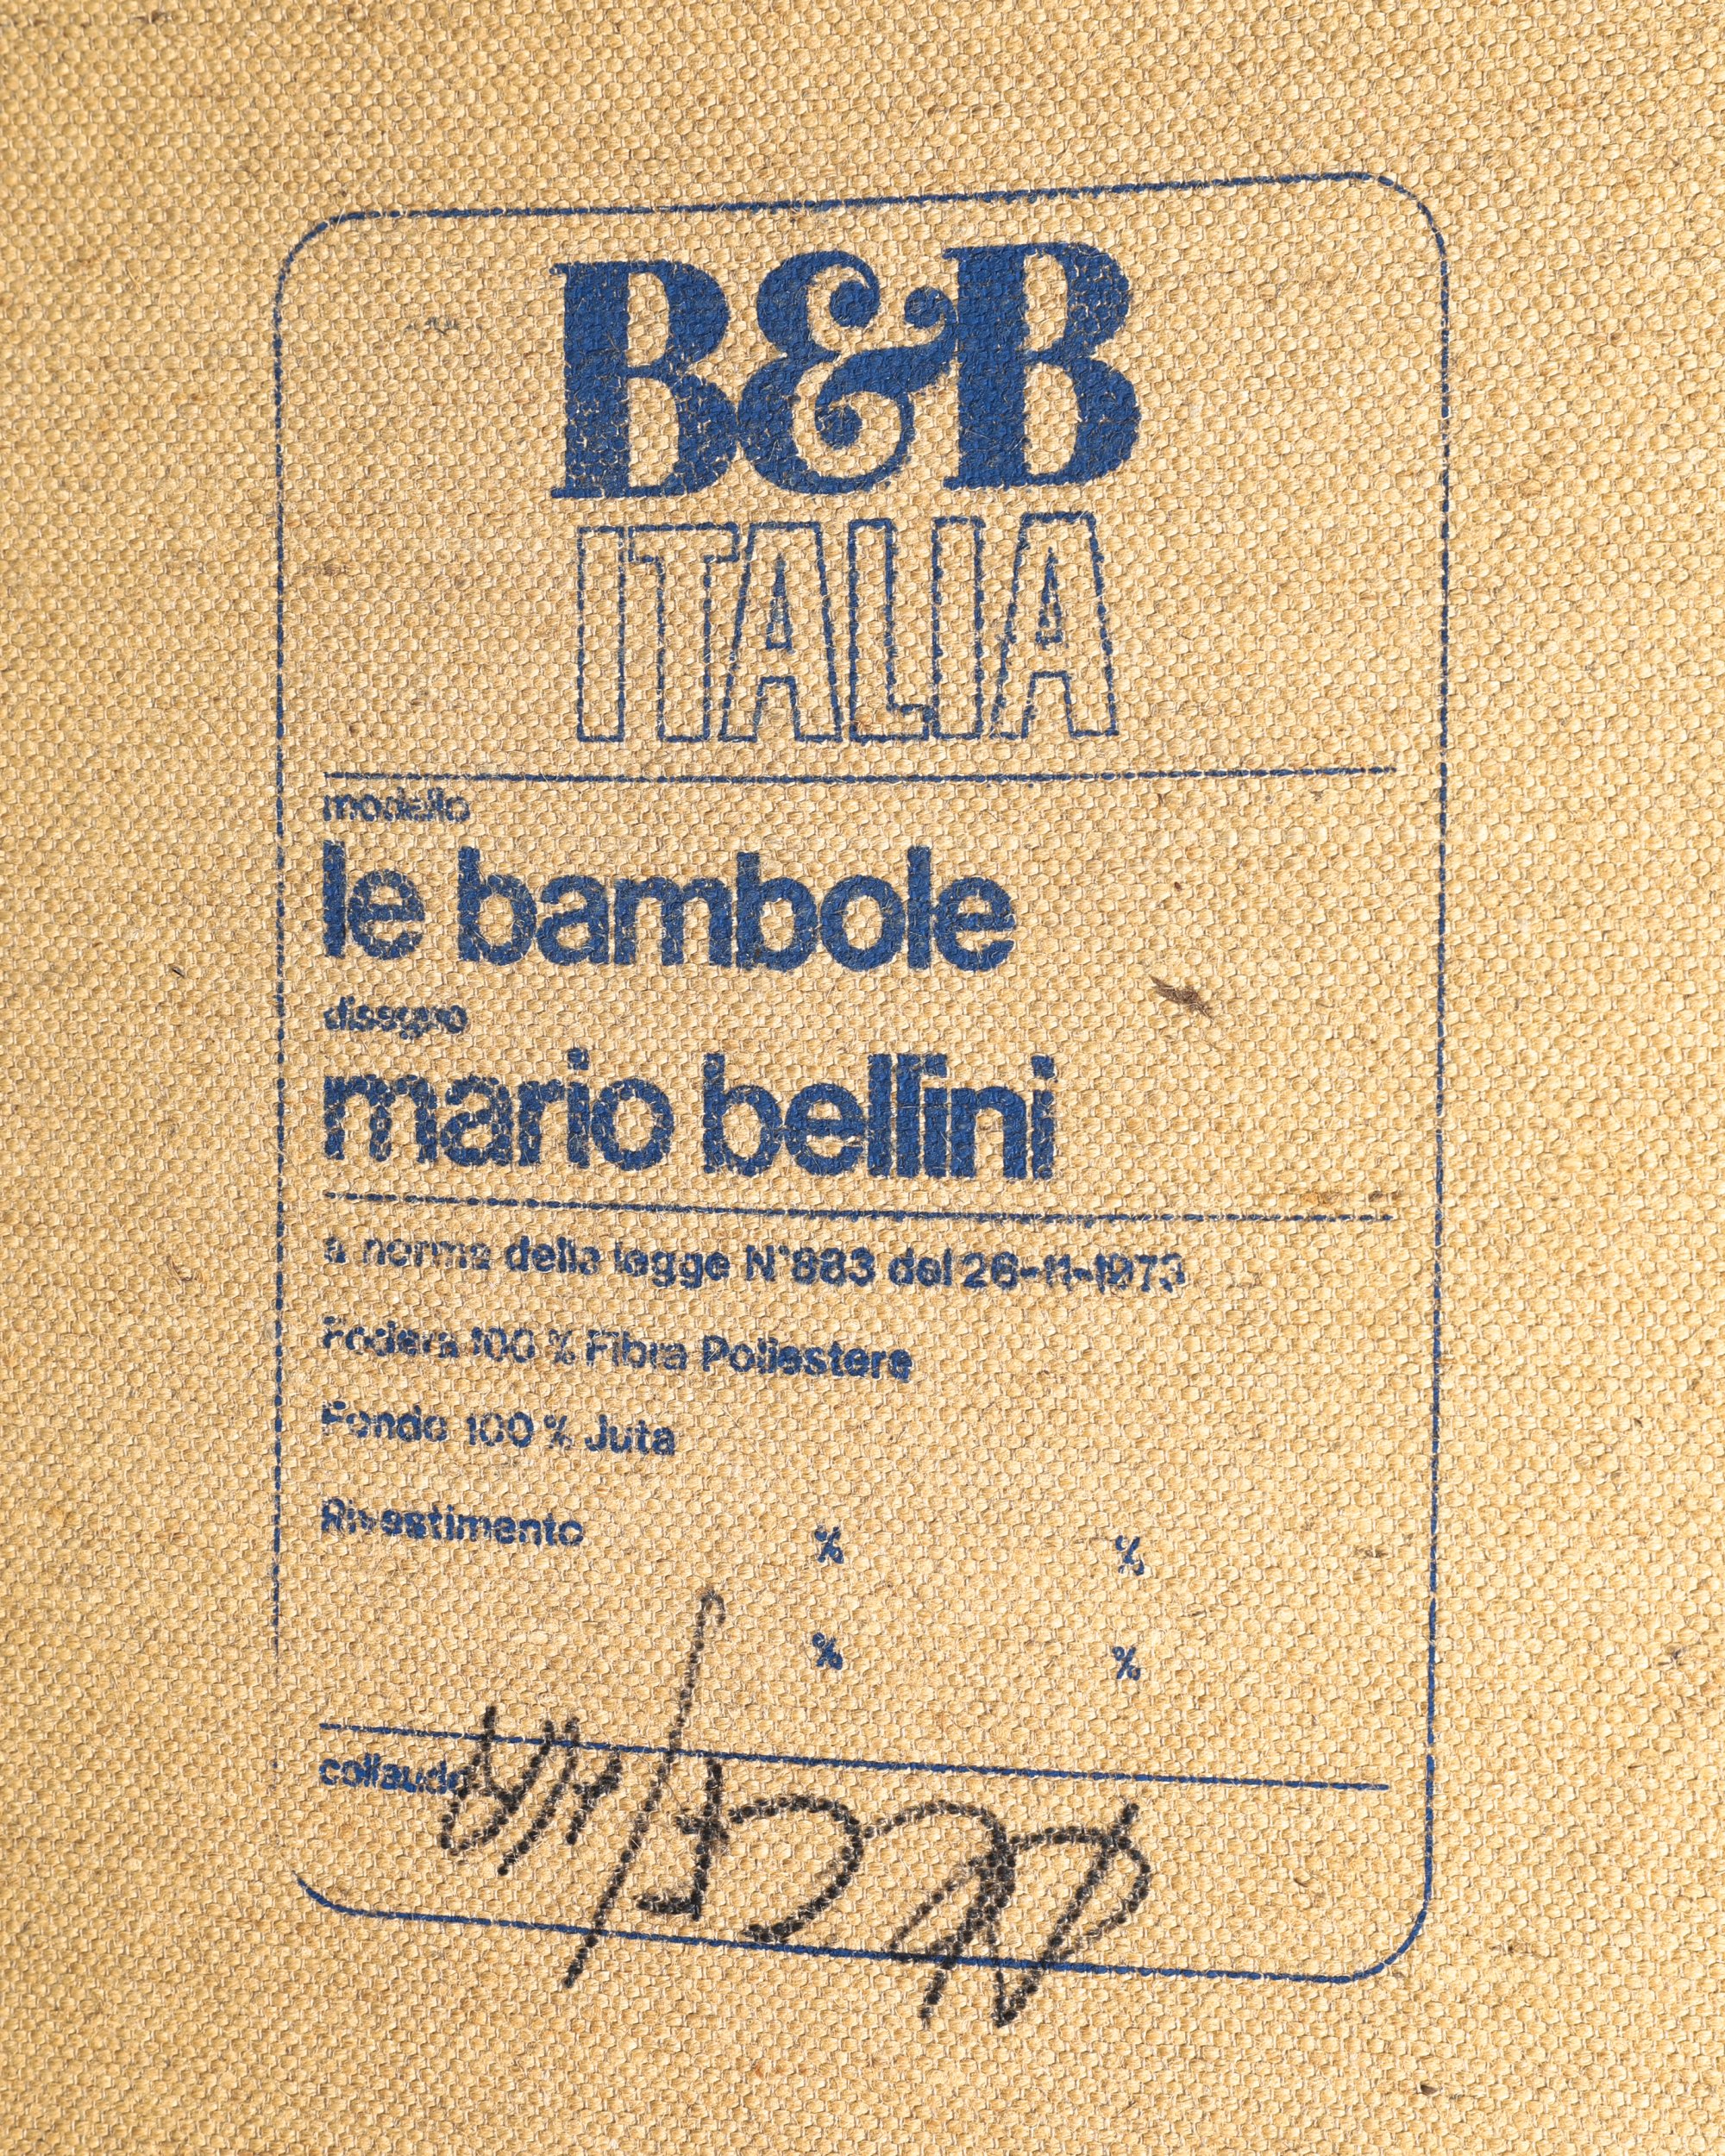 B&B
ITALIA
modello
le bambole
disegno
mario bellini
a norma della legge N°883 del 26-11-1973
Fodera 100 % Fibra Poliestere
Fondo 100 % Juta
Rivestimento % %
% %
collaudo